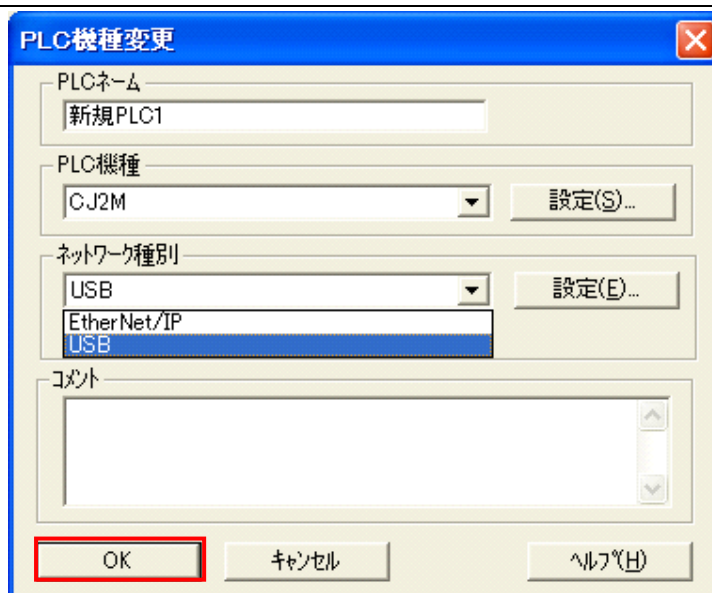 PLC機種変更
PLCネーム
新規PLC1
PLC機種
CJ2M
設定(S)...
ネットワーク種別
USB
設定(E)...
EtherNet/IP
USB
コメント
OK
キャンセル
ヘルプ(H)